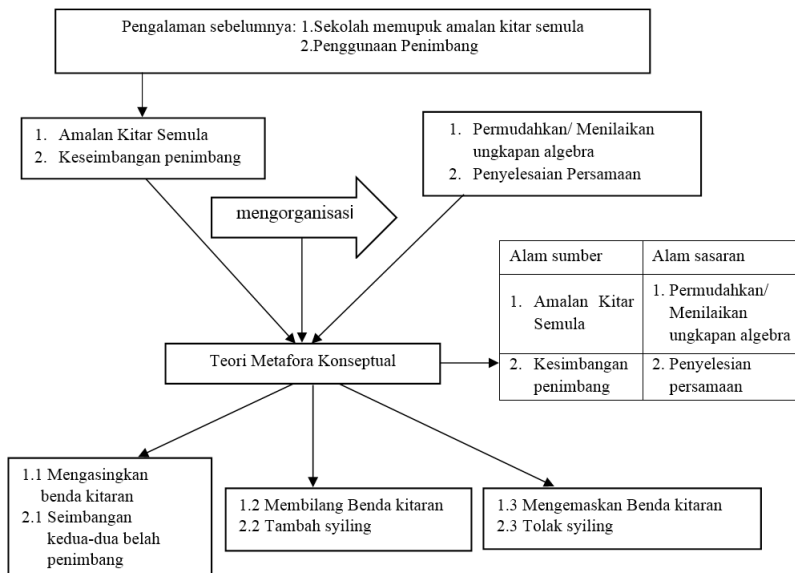 Pengalaman sebelumnya: 1.Sekolah memupuk amalan kitar semula
2.Penggunaan Penimbang
1. Amalan Kitar Semula
2. Keseimbangan penimbang
1. Permudahkan/ Menilaikan
ungkapan algebra
2. Penyelesaian Persamaan
mengorganisasi
Alam sumber
Alam sasaran
1. Amalan Kitar
Semula
1. Permudahkan/
Menilaikan
ungkapan algebra
2. Kesimbangan
penimbang
2. Penyelesian
persamaan
Teori Metafora Konseptual
1.1 Mengasingkan
benda kitaran
2.1 Seimbangan
kedua-dua belah
penimbang
1.2 Membilang Benda kitaran
2.2 Tambah syiling
1.3 Mengemaskan Benda kitaran
2.3 Tolak syiling